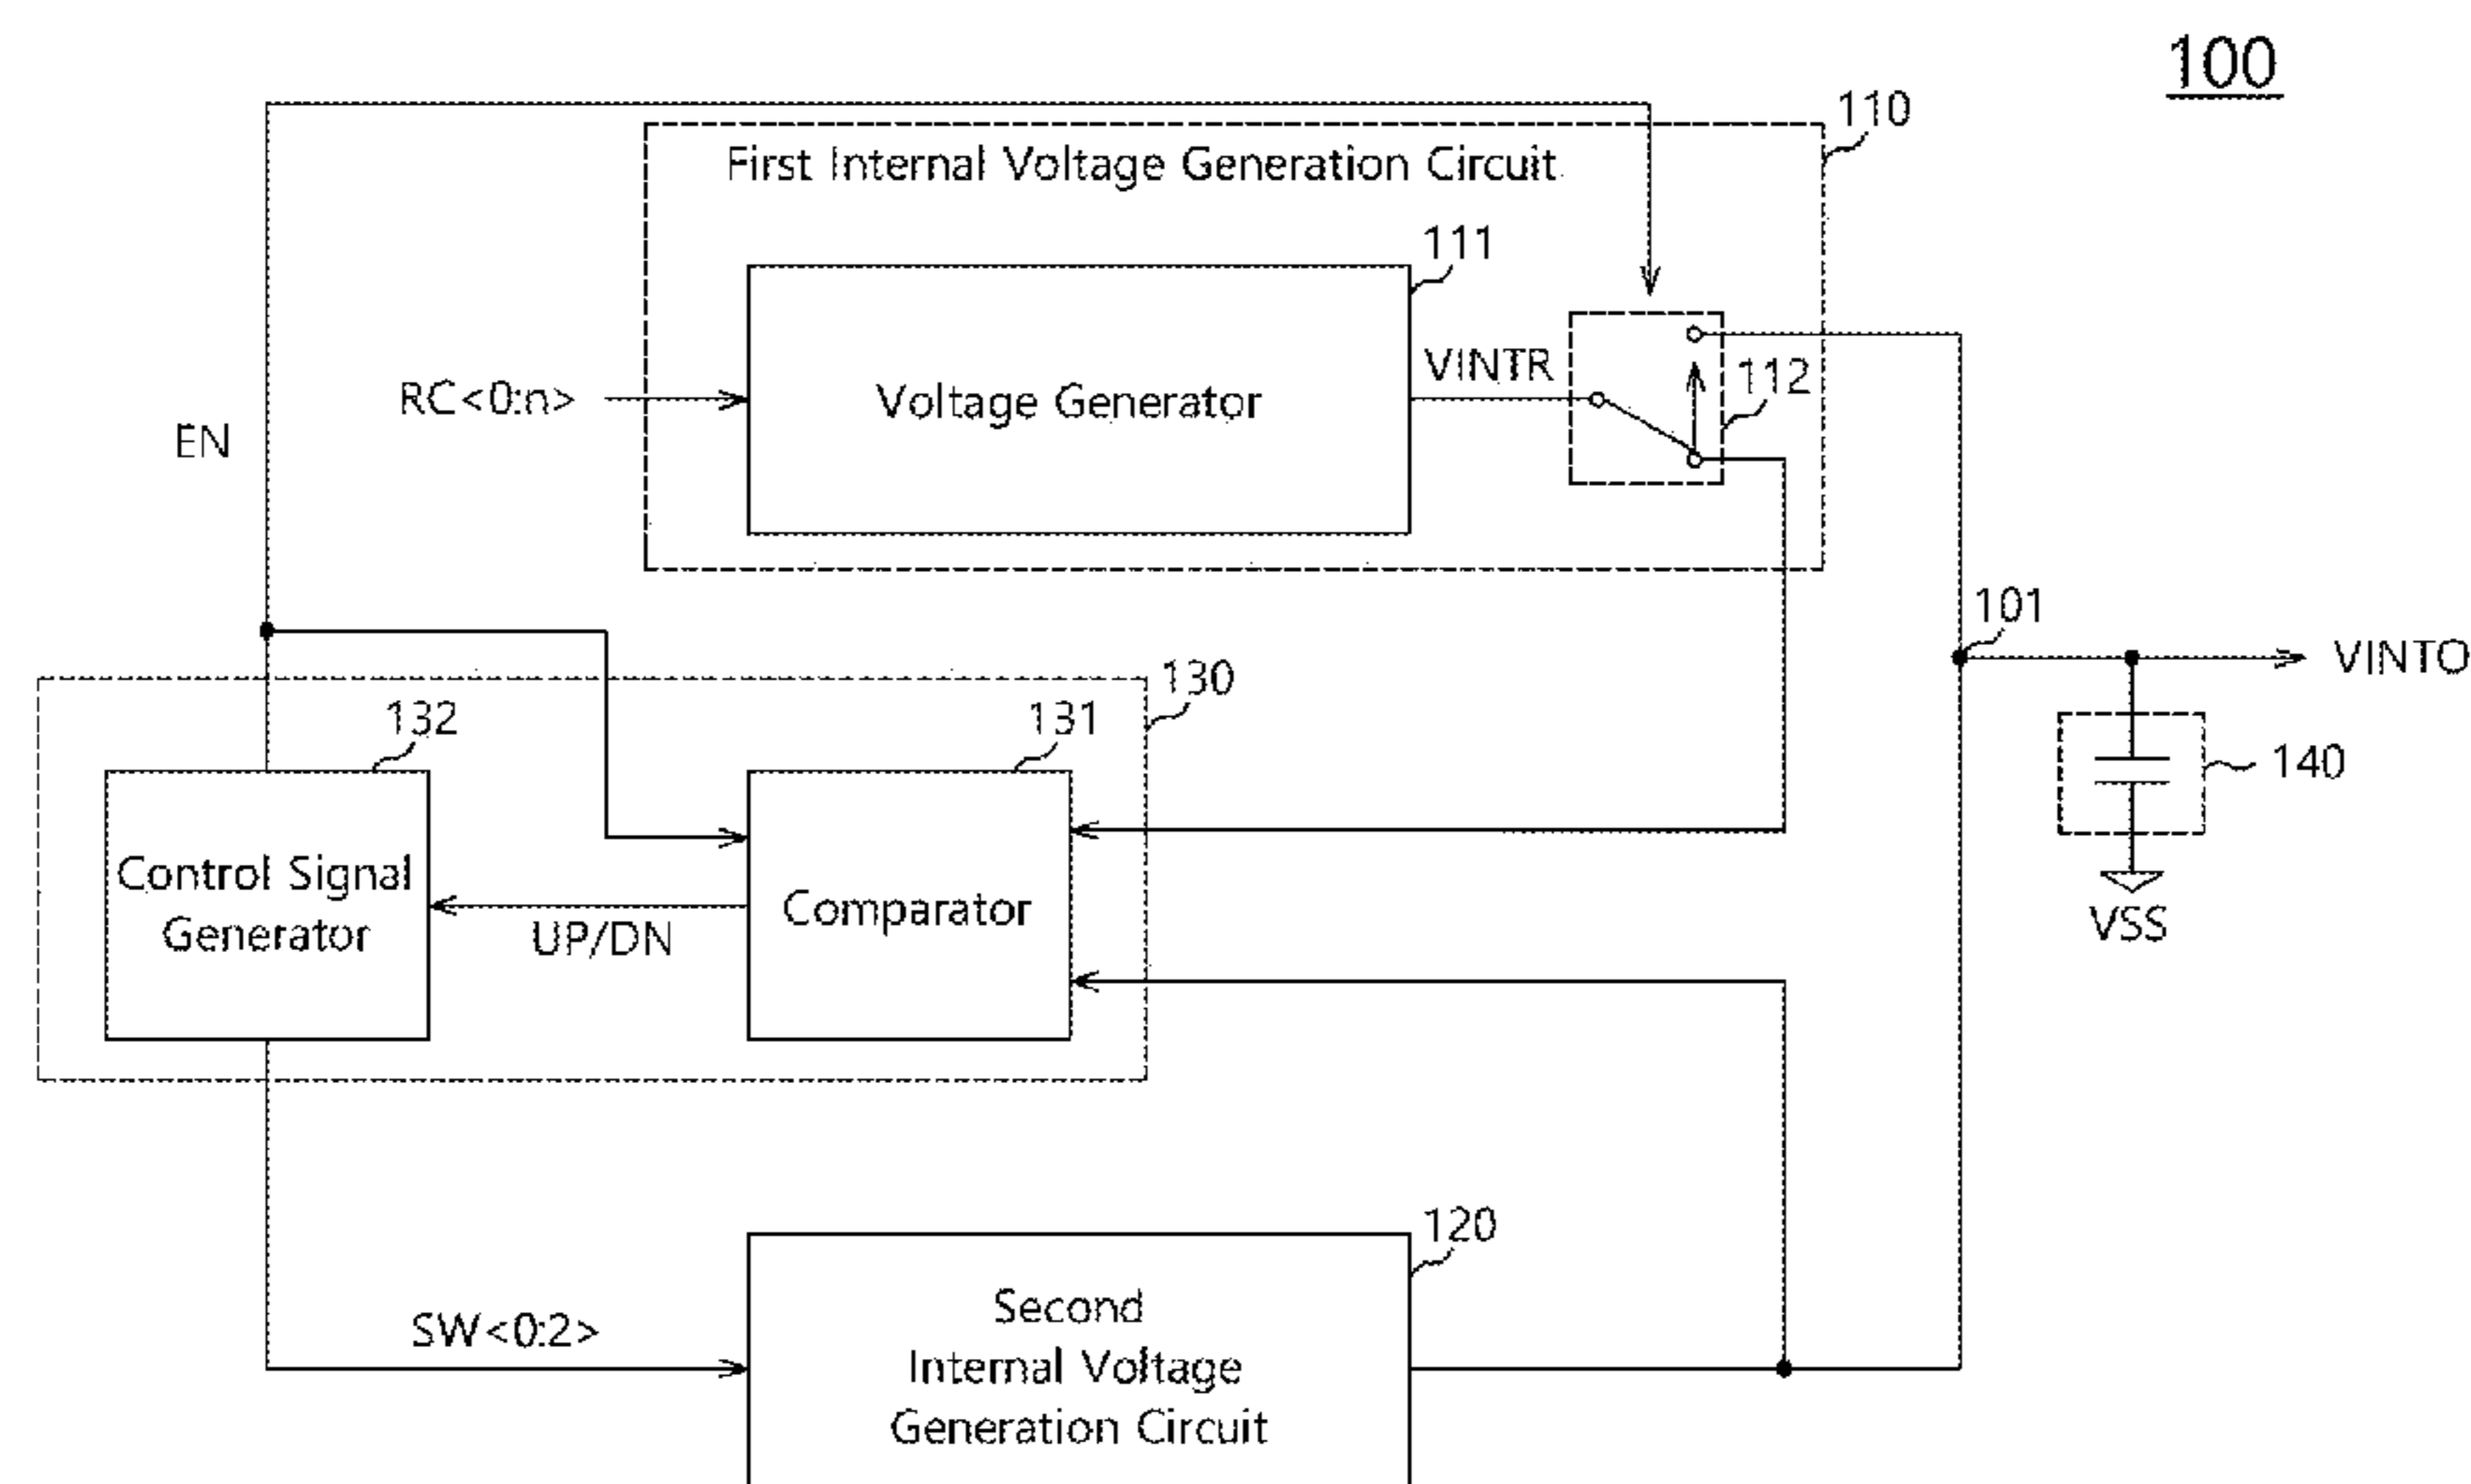 100
110
First Internal Voltage Generation Circuit
111
VINTR
112
RC<0:n>
Voltage Generator
EN
101
VINTO
130
132
131
140
Control Signal
Generator
Comparator
UP/DN
VSS
120
SW<0:2>
Second
Internal Voltage
Generation Circuit